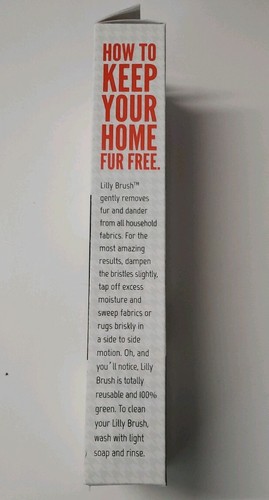 HOW TO
KEEP
YOUR
HOME
FUR FREE.
Lilly Brush™
gently removes
fur and dander
from all household
fabrics. For the
most amazing
results, dampen
the bristles slightly,
tap off excess
moisture and
sweep fabrics or
rugs briskly in
a side to side
motion. Oh, and
you'll notice, Lilly
Brush is totally
reusable and 100%
green. To clean
your Lilly Brush,
wash with light
soap and rinse.